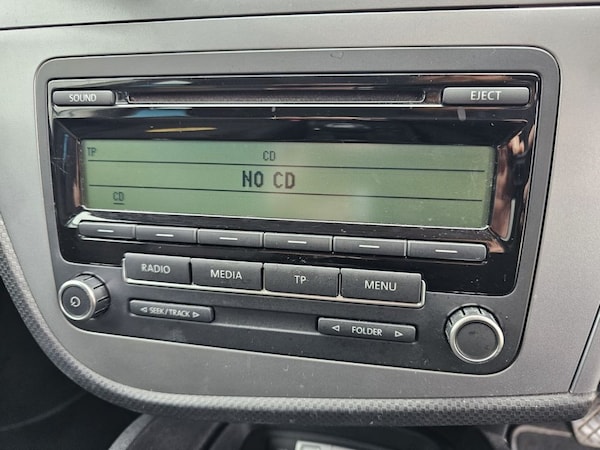 SOUND
EJECT
TP CD
NO CD
CD
RADIO
MEDIA
TP
MENU
SEEK/TRACK
FOLDER